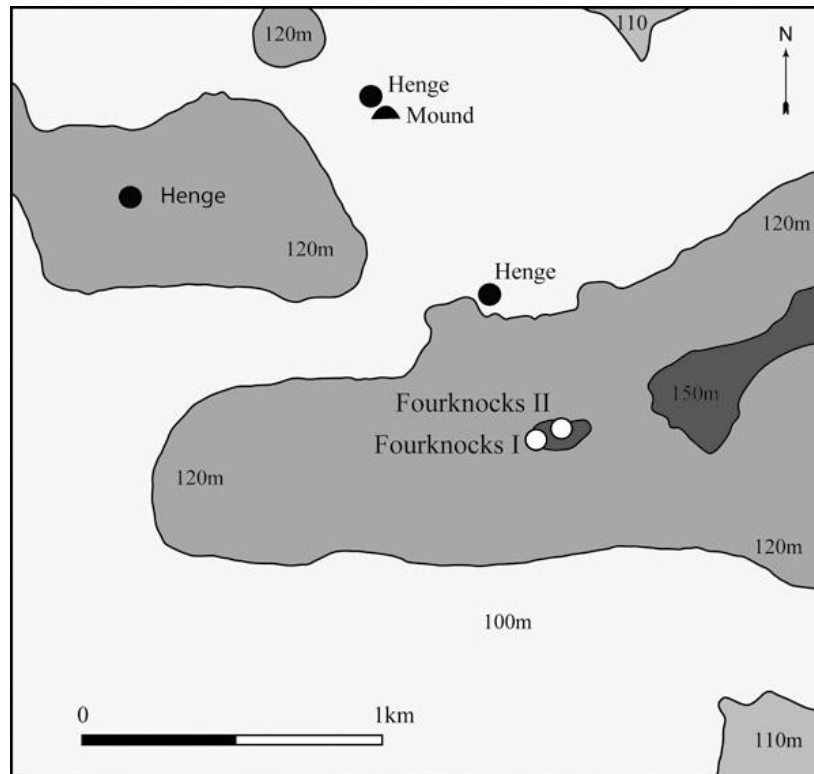 120m
110
N
Henge
Mound
Henge
120m
120m
Henge
150m
Fourknocks II
Fourknocks I
120m
120m
100m
0
1km
110m